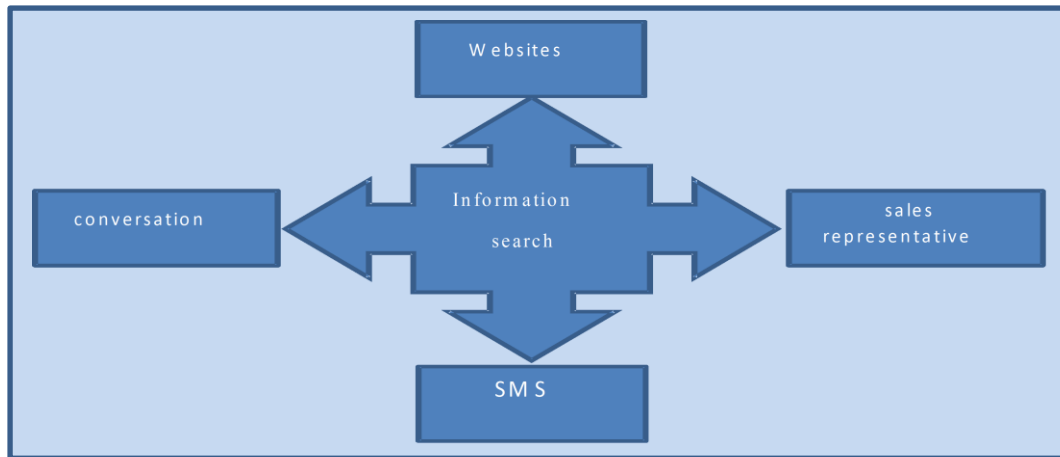 Websites
conversation
Information
search
sales
representative
SMS